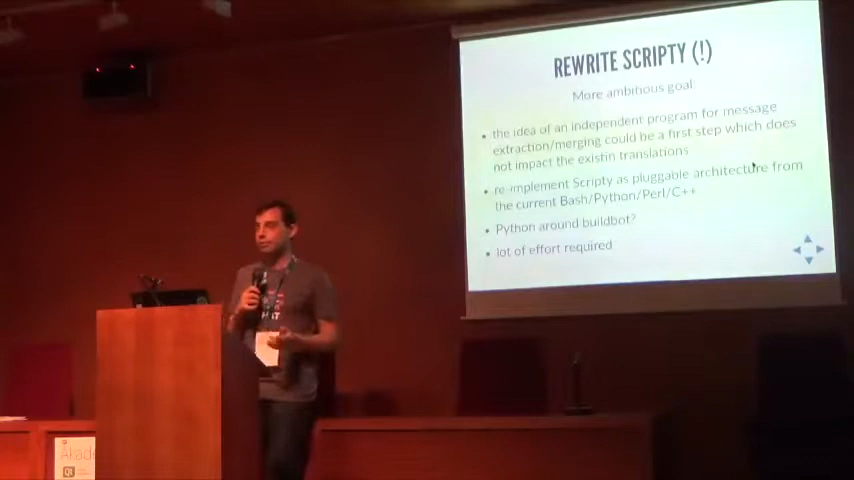 REWRITE SCRIPTY (!)
More ambitious goal:
• the idea of an independent program for message
extraction/merging could be a first step which does
not impact the existin translations
• re-implement Scripty as pluggable architecture from
the current Bash/Python/Perl/C++
• Python around buildbot?
• lot of effort required
Akade
Qt